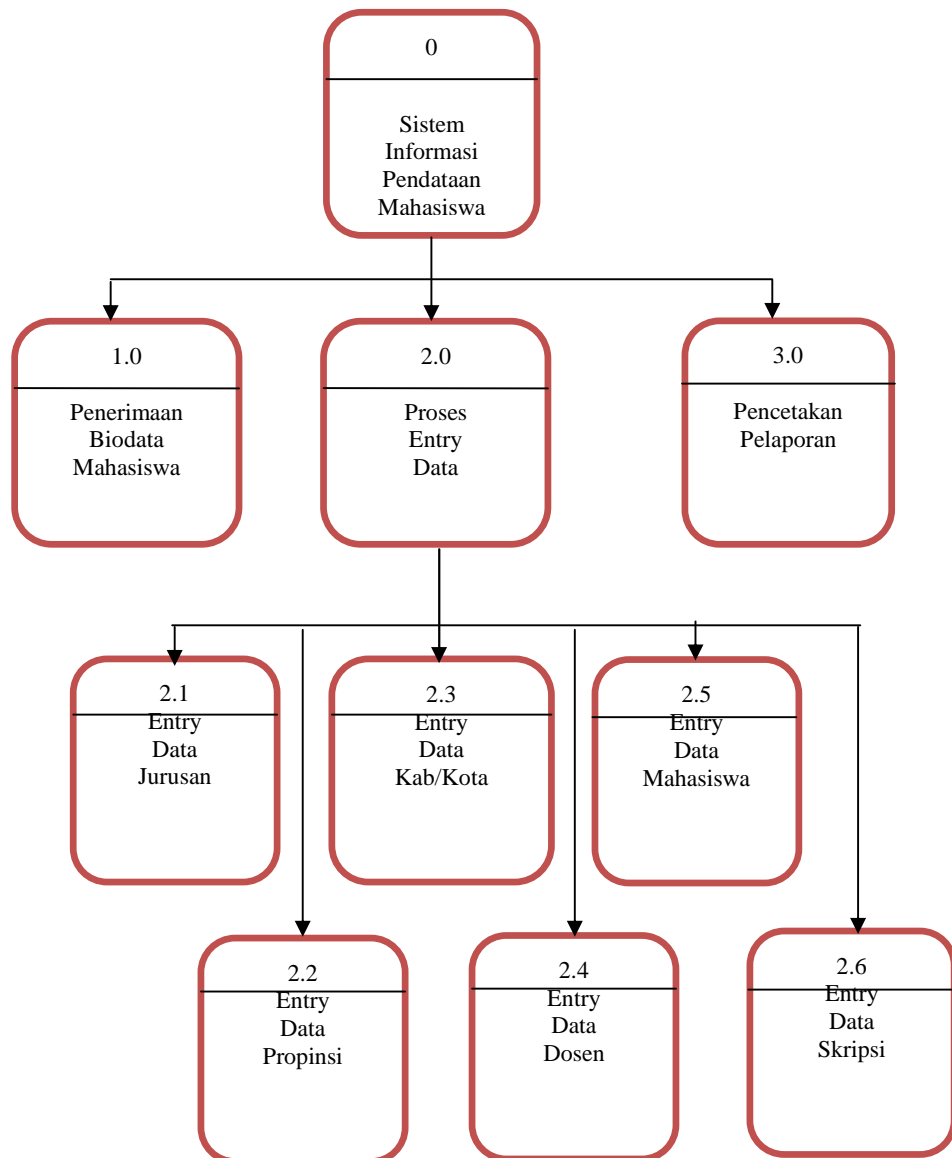 0
Sistem
Informasi
Pendataan
Mahasiswa
1.0
Penerimaan
Biodata
Mahasiswa
2.0
Proses
Entry
Data
3.0
Pencetakan
Pelaporan
2.1
Entry
Data
Jurusan
2.3
Entry
Data
Kab/Kota
2.5
Entry
Data
Mahasiswa
2.2
Entry
Data
Propinsi
2.4
Entry
Data
Dosen
2.6
Entry
Data
Skripsi